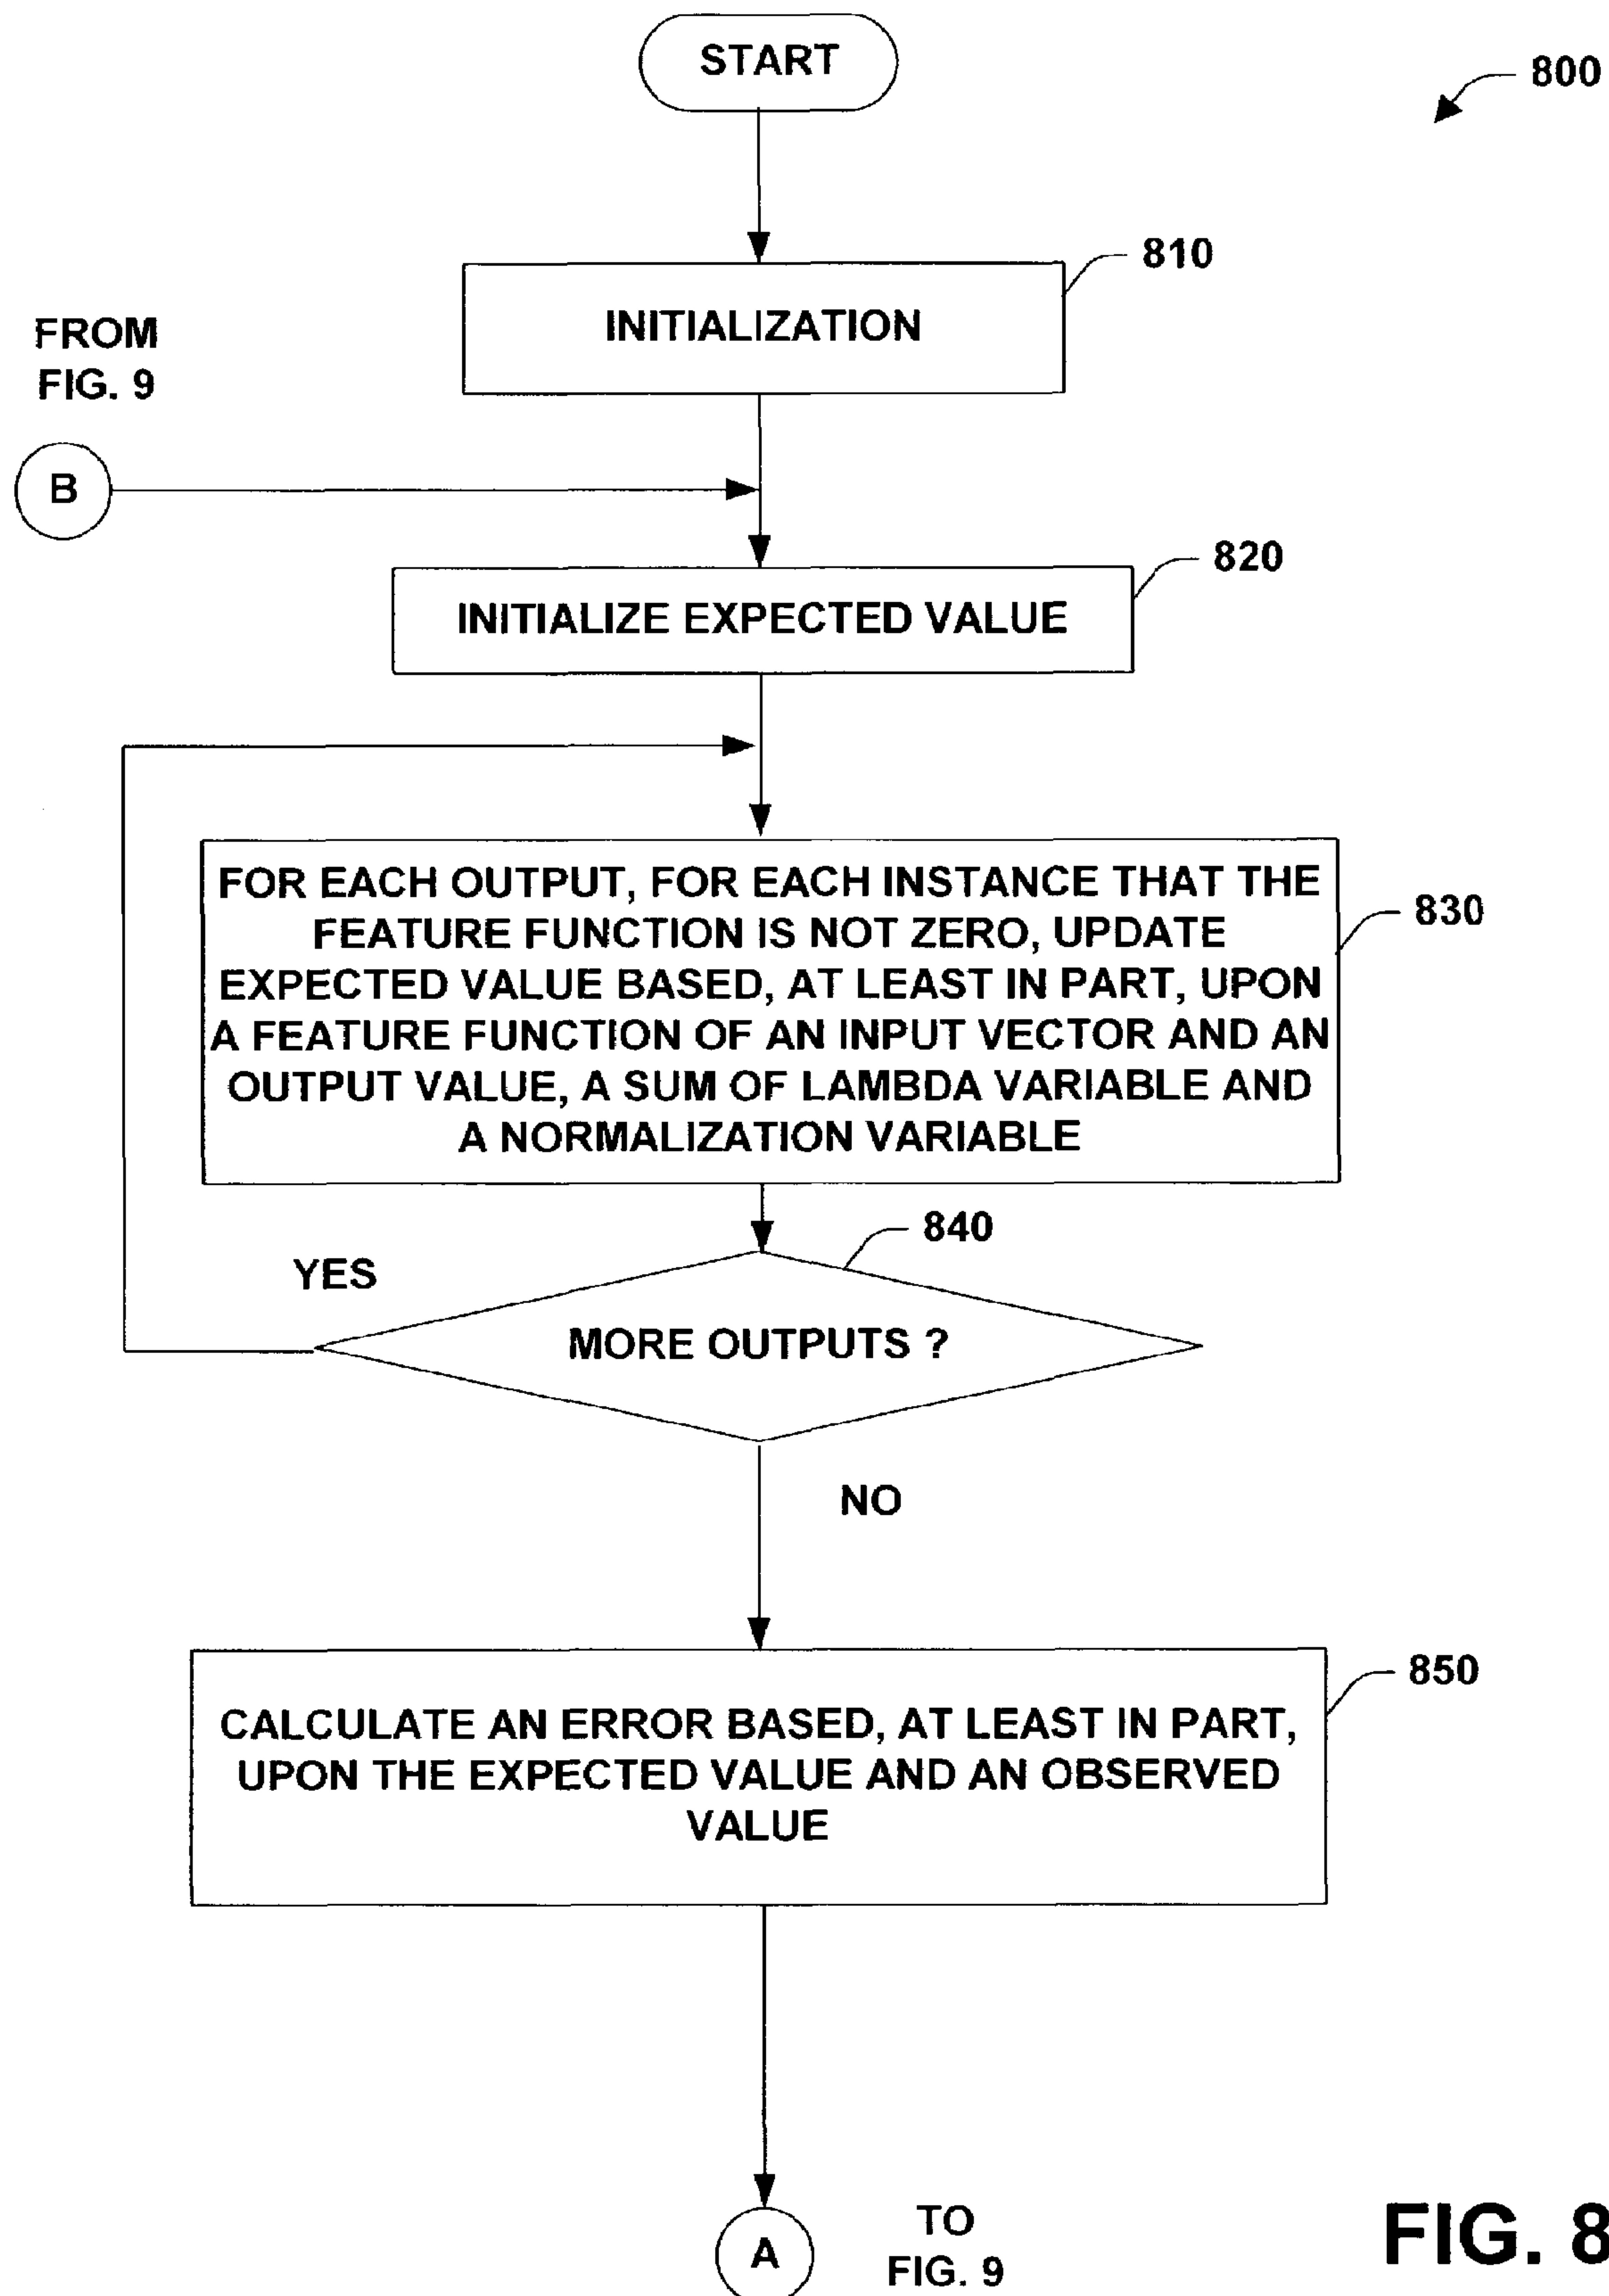 START
800
810
INITIALIZATION
FROM
FIG. 9
B
820
INITIALIZE EXPECTED VALUE
FOR EACH OUTPUT, FOR EACH INSTANCE THAT THE
FEATURE FUNCTION IS NOT ZERO, UPDATE
EXPECTED VALUE BASED, AT LEAST IN PART, UPON
A FEATURE FUNCTION OF AN INPUT VECTOR AND AN
OUTPUT VALUE, A SUM OF LAMBDA VARIABLE AND
A NORMALIZATION VARIABLE
830
840
YES
MORE OUTPUTS ?
NO
850
CALCULATE AN ERROR BASED, AT LEAST IN PART,
UPON THE EXPECTED VALUE AND AN OBSERVED
VALUE
A
TO
FIG. 9
FIG. 8